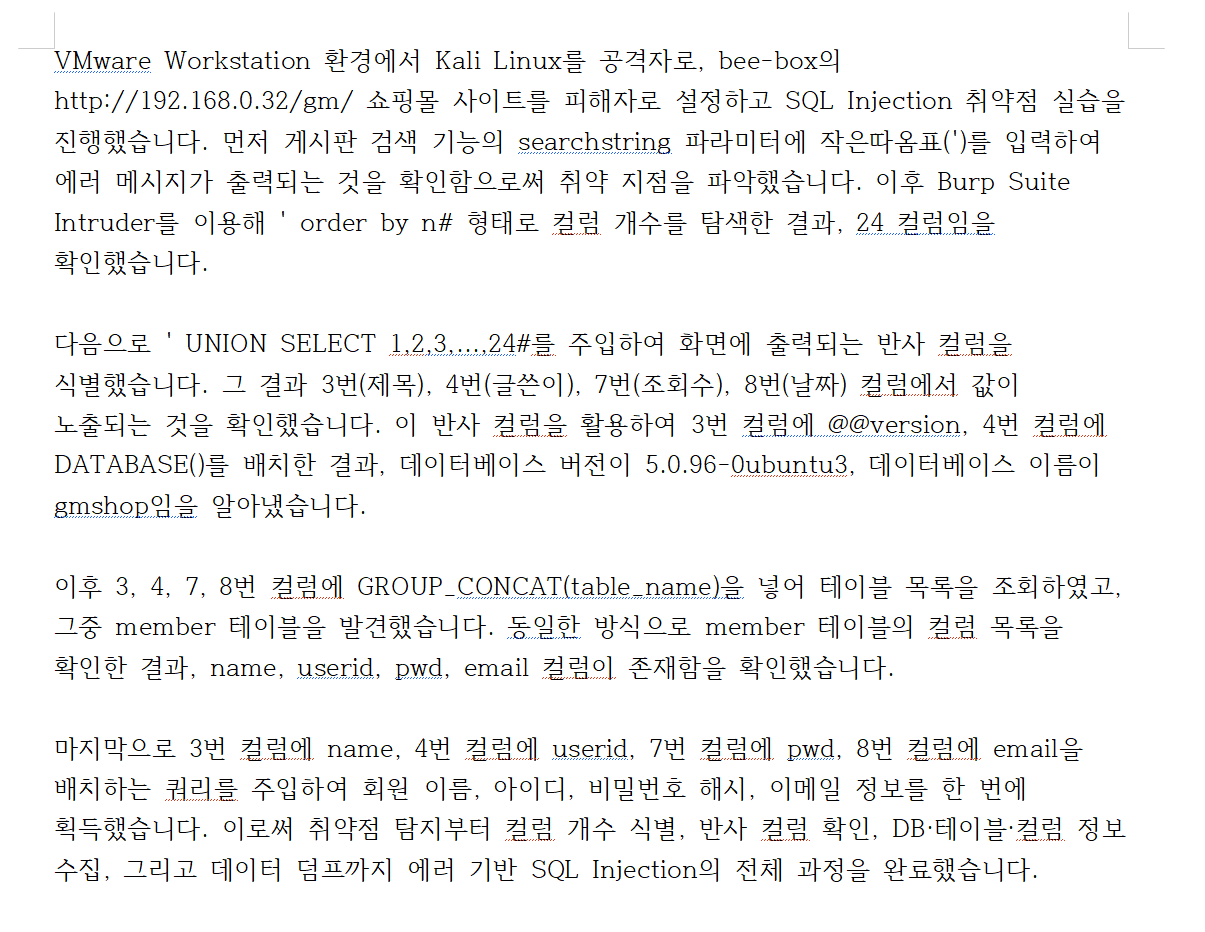 VMware Workstation 환경에서 Kali Linux를 공격자로, bee-box의
http://192.168.0.32/gm/ 쇼핑몰 사이트를 피해자로 설정하고 SQL Injection 취약점 실습을
진행했습니다. 먼저 게시판 검색 기능의 searchstring 파라미터에 작은따옴표(')를 입력하여
에러 메시지가 출력되는 것을 확인함으로써 취약 지점을 파악했습니다. 이후 Burp Suite
Intruder를 이용해 ' order by n# 형태로 컬럼 개수를 탐색한 결과, 24 컬럼임을
확인했습니다.
다음으로 ' UNION SELECT 1,2,3,...,24#를 주입하여 화면에 출력되는 반사 컬럼을
식별했습니다. 그 결과 3번(제목), 4번(글쓴이), 7번(조회수), 8번(날짜) 컬럼에서 값이
노출되는 것을 확인했습니다. 이 반사 컬럼을 활용하여 3번 컬럼에 @@version, 4번 컬럼에
DATABASE()를 배치한 결과, 데이터베이스 버전이 5.0.96-0ubuntu3, 데이터베이스 이름이
gmshop임을 알아냈습니다.
이후 3, 4, 7, 8번 컬럼에 GROUP_CONCAT(table_name)을 넣어 테이블 목록을 조회하였고,
그중 member 테이블을 발견했습니다. 동일한 방식으로 member 테이블의 컬럼 목록을
확인한 결과, name, userid, pwd, email 컬럼이 존재함을 확인했습니다.
마지막으로 3번 컬럼에 name, 4번 컬럼에 userid, 7번 컬럼에 pwd, 8번 컬럼에 email을
배치하는 쿼리를 주입하여 회원 이름, 아이디, 비밀번호 해시, 이메일 정보를 한 번에
획득했습니다. 이로써 취약점 탐지부터 컬럼 개수 식별, 반사 컬럼 확인, DB·테이블·컬럼 정보
수집, 그리고 데이터 덤프까지 에러 기반 SQL Injection의 전체 과정을 완료했습니다.